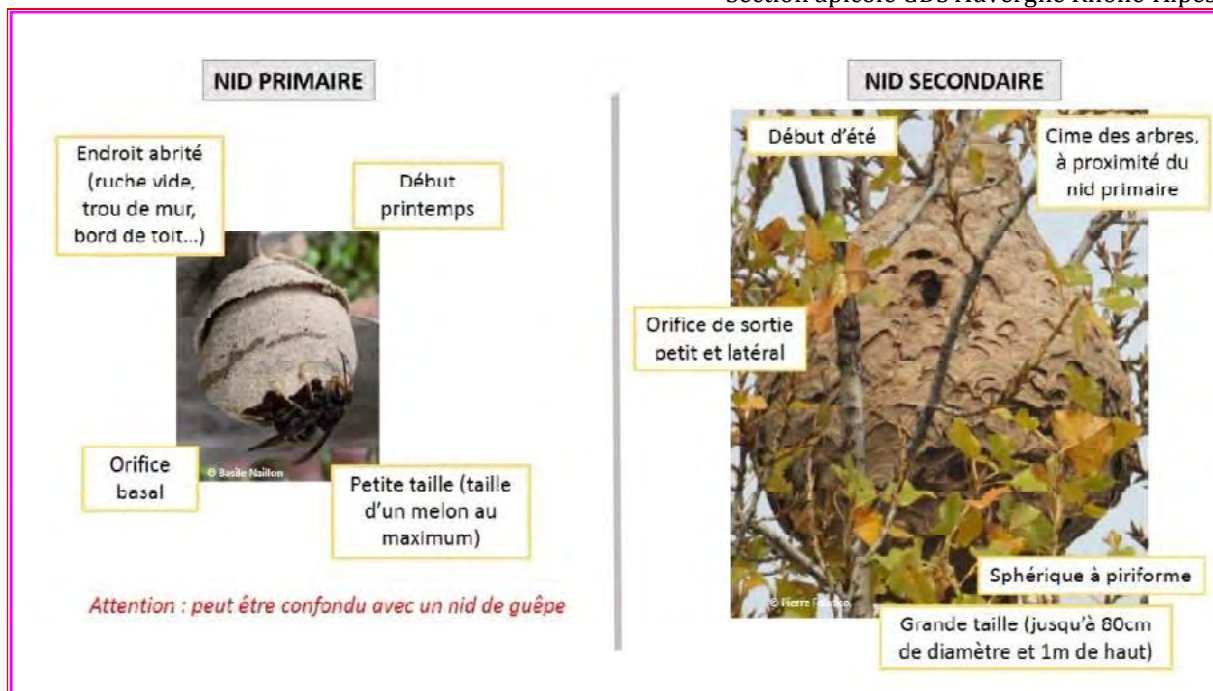 Section apicole GDS Auvergne Rhône-Alpes
NID PRIMAIRE
Endroit abrité
(ruche vide,
trou de mur,
bord de toit...)
Début
printemps
Orifice
basal
© Basile Naillon
Petite taille (taille
d'un melon au
maximum)
Attention : peut être confondu avec un nid de guêpe
NID SECONDAIRE
Début d'été
Cime des arbres,
à proximité du
nid primaire
Orifice de sortie
petit et latéral
Sphérique à piriforme
© Pierre
Grande taille (jusqu'à 80cm
de diamètre et 1m de haut)